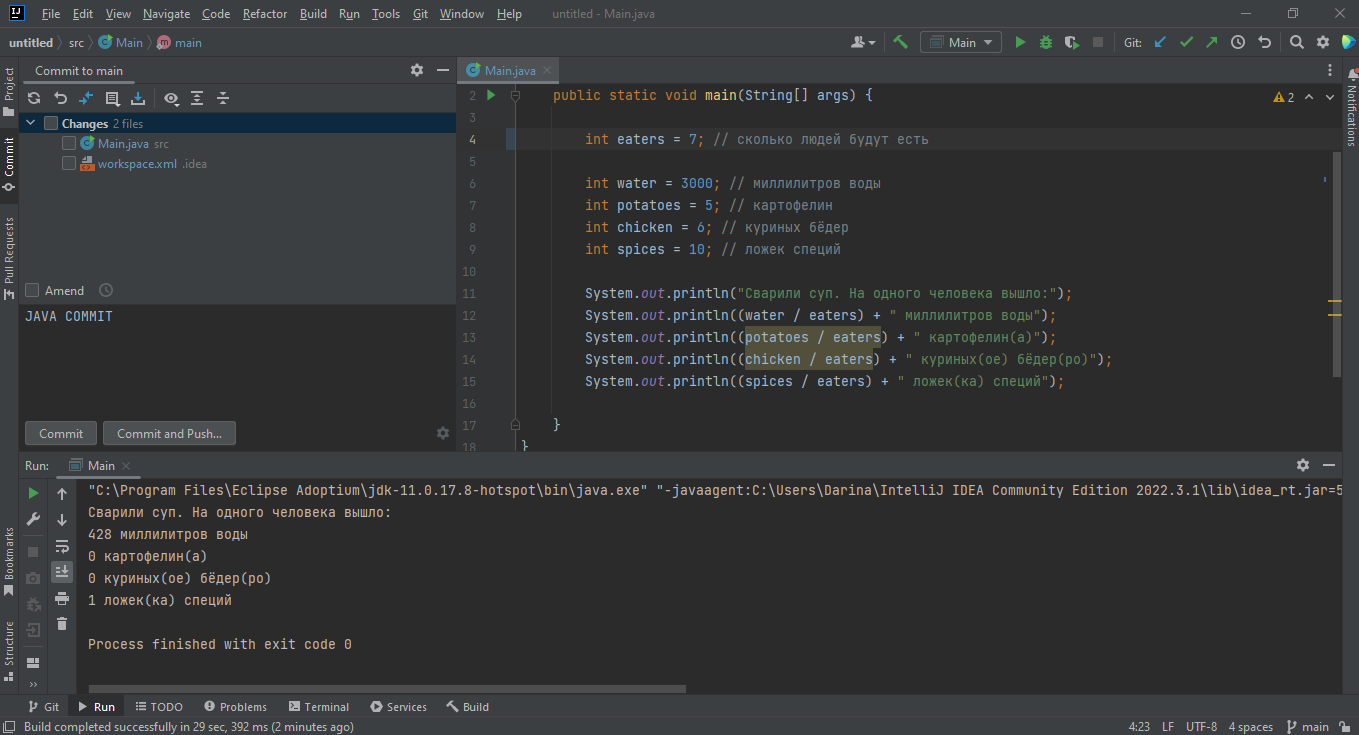 File Edit View Navigate Code Refactor Build Run Tools Git Window Help untitled - Main.java
untitled src Main main Main Git:
Commit to main
Main.java
Project
Commit
Pull Requests
Bookmarks
Structure
Notifications
Changes 2 files
Main.java src
workspace.xml .idea
Amend
JAVA COMMIT
Commit Commit and Push...
2 public static void main(String[] args) {
2
3
4 int eaters = 7; // сколько людей будут есть
5
6 int water = 3000; // миллилитров воды
7 int potatoes = 5; // картофелин
8 int chicken = 6; // куриных бёдер
9 int spices = 10; // ложек специй
10
11 System.out.println("Сварили суп. На одного человека вышло:");
12 System.out.println((water / eaters) + " миллилитров воды");
13 System.out.println((potatoes / eaters) + " картофелин(а)");
14 System.out.println((chicken / eaters) + " куриных(ое) бёдер(ро)");
15 System.out.println((spices / eaters) + " ложек(ка) специй");
16
17 }
18 }
Run: Main
"C:\Program Files\Eclipse Adoptium\jdk-11.0.17.8-hotspot\bin\java.exe" "-javaagent:C:\Users\Darina\IntelliJ IDEA Community Edition 2022.3.1\lib\idea_rt.jar=5
Сварили суп. На одного человека вышло:
428 миллилитров воды
0 картофелин(а)
0 куриных(ое) бёдер(ро)
1 ложек(ка) специй
Process finished with exit code 0
Git Run TODO Problems Terminal Services Build
Build completed successfully in 29 sec, 392 ms (2 minutes ago) 4:23 LF UTF-8 4 spaces main